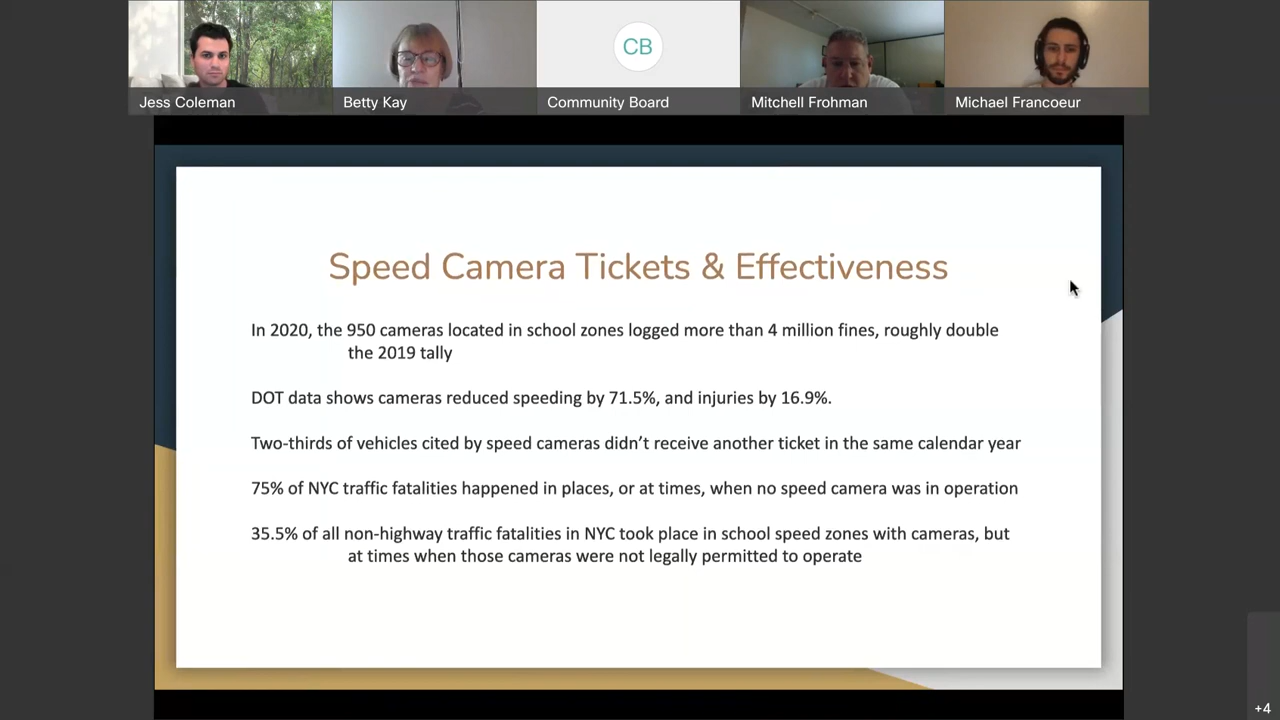 CB
Jess Coleman
Betty Kay
Community Board
Mitchell Frohman
Michael Francoeur
Speed Camera Tickets & Effectiveness
In 2020, the 950 cameras located in school zones logged more than 4 million fines, roughly double
the 2019 tally
DOT data shows cameras reduced speeding by 71.5%, and injuries by 16.9%.
Two-thirds of vehicles cited by speed cameras didn’t receive another ticket in the same calendar year
75% of NYC traffic fatalities happened in places, or at times, when no speed camera was in operation
35.5% of all non-highway traffic fatalities in NYC took place in school speed zones with cameras, but
at times when those cameras were not legally permitted to operate
+4